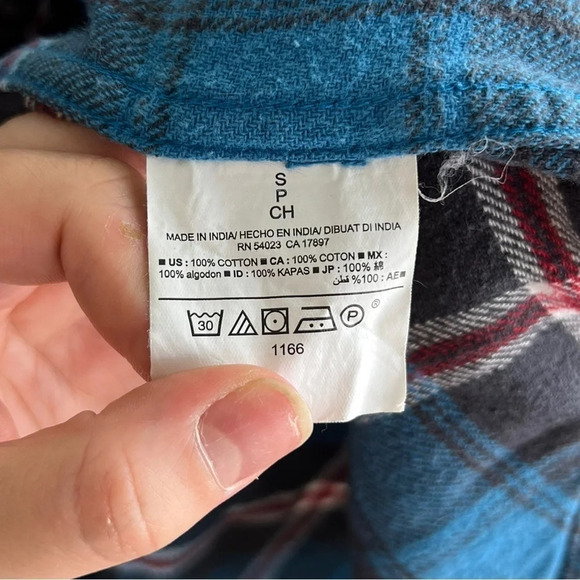 S
P
CH
MADE IN INDIA/ HECHO EN INDIA/ DIBUAT DI INDIA
RN 54023 CA 17897
■ US : 100% COTTON ■ CA : 100% COTON ■ MX :
100% algodon ■ ID : 100% KAPAS ■ JP : 100% 綿
■ AE : 100% قطن
30 P ®
1166